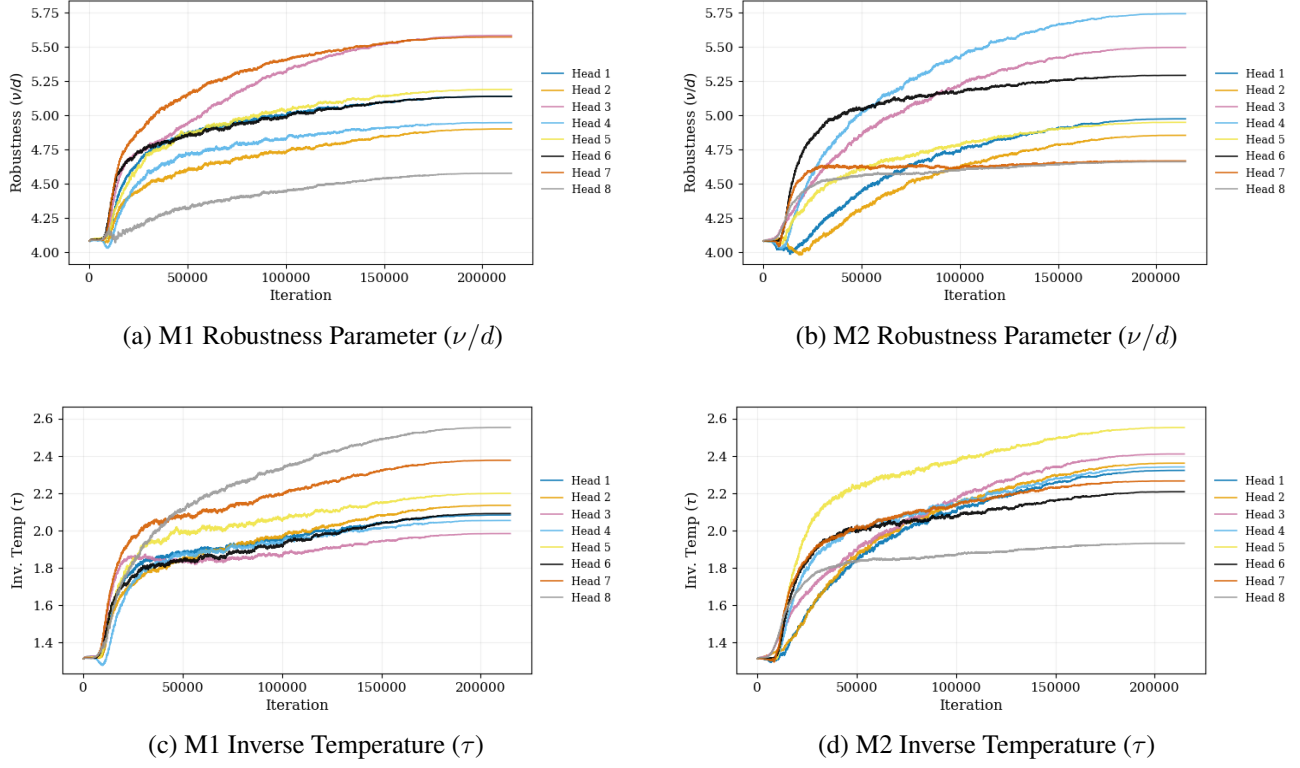 5.75
5.50
5.25
5.00
4.75
4.50
4.25
4.00
Robustness (ν/d)
0 50000 100000 150000 200000
Iteration
Head 1
Head 2
Head 3
Head 4
Head 5
Head 6
Head 7
Head 8
(a) M1 Robustness Parameter (ν/d)
5.75
5.50
5.25
5.00
4.75
4.50
4.25
4.00
Robustness (ν/d)
0 50000 100000 150000 200000
Iteration
Head 1
Head 2
Head 3
Head 4
Head 5
Head 6
Head 7
Head 8
(b) M2 Robustness Parameter (ν/d)
2.6
2.4
2.2
2.0
1.8
1.6
1.4
Inv. Temp (τ)
0 50000 100000 150000 200000
Iteration
Head 1
Head 2
Head 3
Head 4
Head 5
Head 6
Head 7
Head 8
(c) M1 Inverse Temperature (τ)
2.6
2.4
2.2
2.0
1.8
1.6
1.4
Inv. Temp (τ)
0 50000 100000 150000 200000
Iteration
Head 1
Head 2
Head 3
Head 4
Head 5
Head 6
Head 7
Head 8
(d) M2 Inverse Temperature (τ)